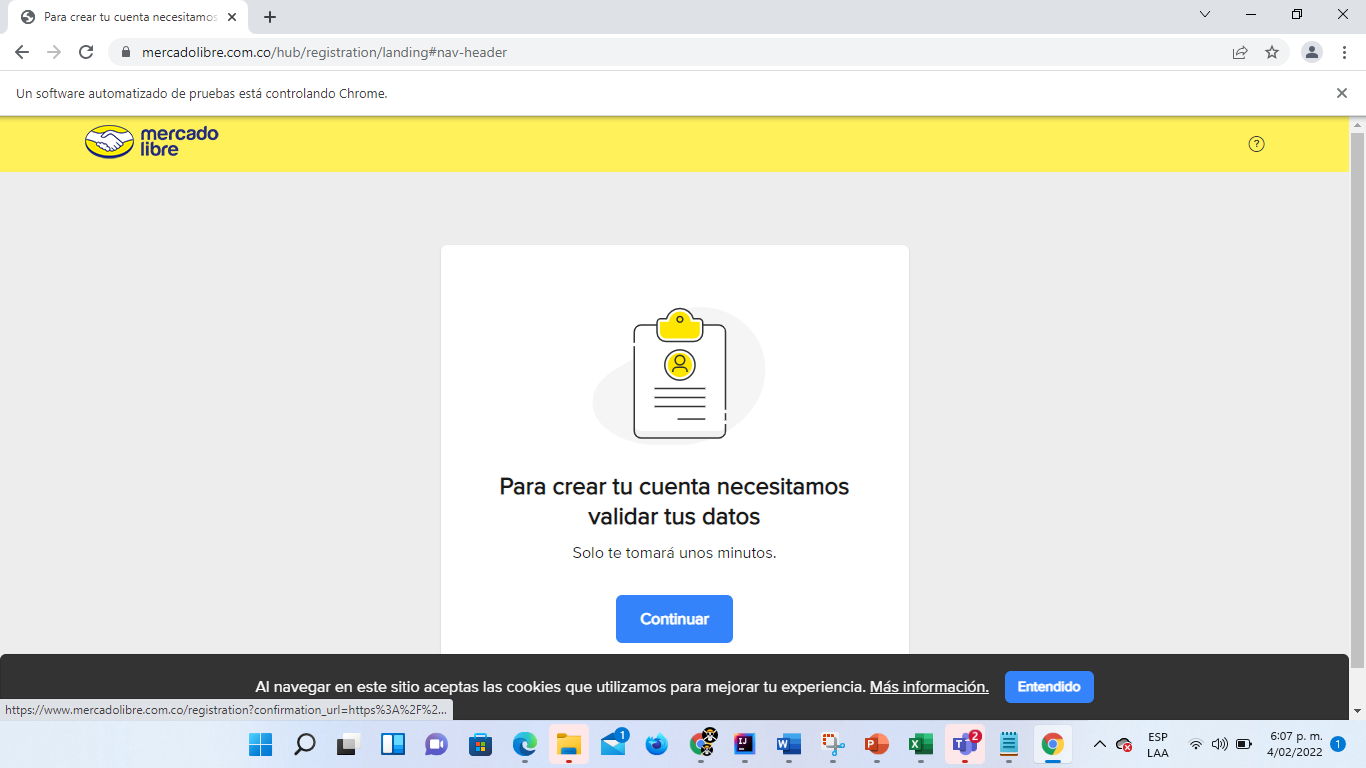 Para crear tu cuenta necesitamos
mercadolibre.com.co/hub/registration/landing#nav-header
Un software automatizado de pruebas está controlando Chrome.
mercado
libre
?
Para crear tu cuenta necesitamos
validar tus datos
Solo te tomará unos minutos.
Continuar
Al navegar en este sitio aceptas las cookies que utilizamos para mejorar tu experiencia. Más información. Entendido
https://www.mercadolibre.com.co/registration?confirmation_url=https%3A%2F%2...
1
IJ
W
P
X
T
2
ESP
LAA
6:07 p. m.
4/02/2022
1